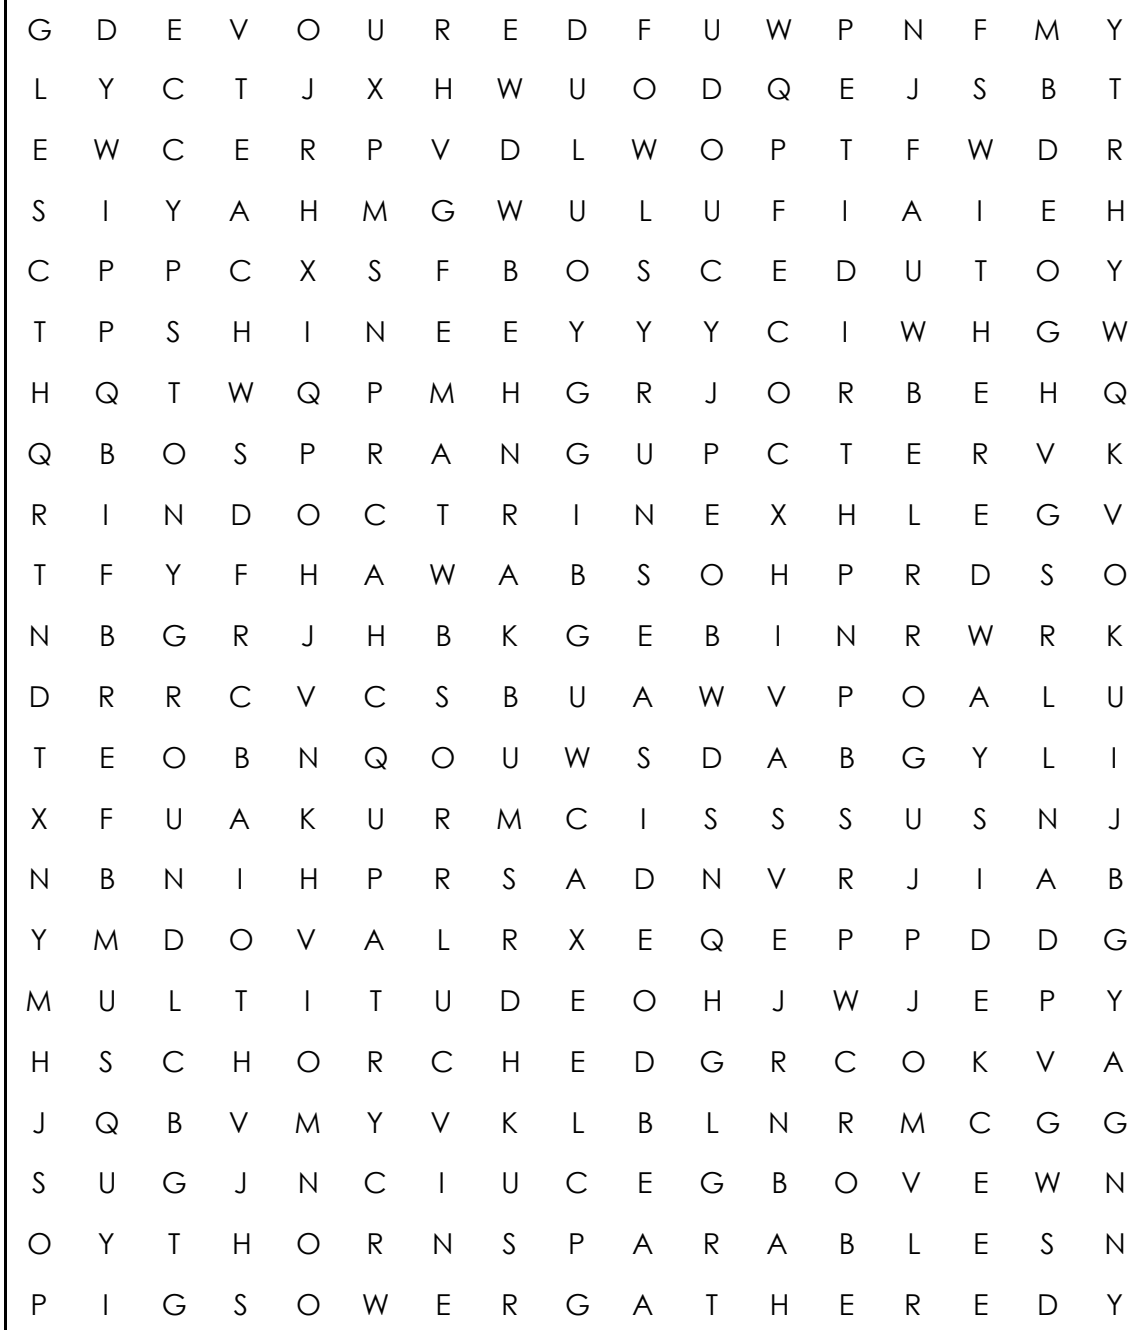 G D E V O U R E D F U W P N F M Y
L Y C T J X H W U O D Q E J S B T
E W C E R P V D L W O P T F W D R
S I Y A H M G W U L U F I A I E H
C P P C X S F B O S C E D U T O Y
T P S H I N E E Y Y Y C I W H G W
H Q T W Q P M H G R J O R B E H Q
Q B O S P R A N G U P C T E R V K
R I N D O C T R I N E X H L E G V
T F Y F H A W A B S O H P R D S O
N B G R J H B K G E B I N R W R K
D R R C V C S B U A W V P O A L U
T E O B N Q O U W S D A B G Y L I
X F U A K U R M C I S S S U S N J
N B N I H P R S A D N V R J I A B
Y M D O V A L R X E Q E P P D D G
M U L T I T U D E O H J W J E P Y
H S C H O R C H E D G R C O K V A
J Q B V M Y V K L B L N R M C G G
S U G J N C I U C E G B O V E W N
O Y T H O R N S P A R A B L E S N
P I G S O W E R G A T H E R E D Y